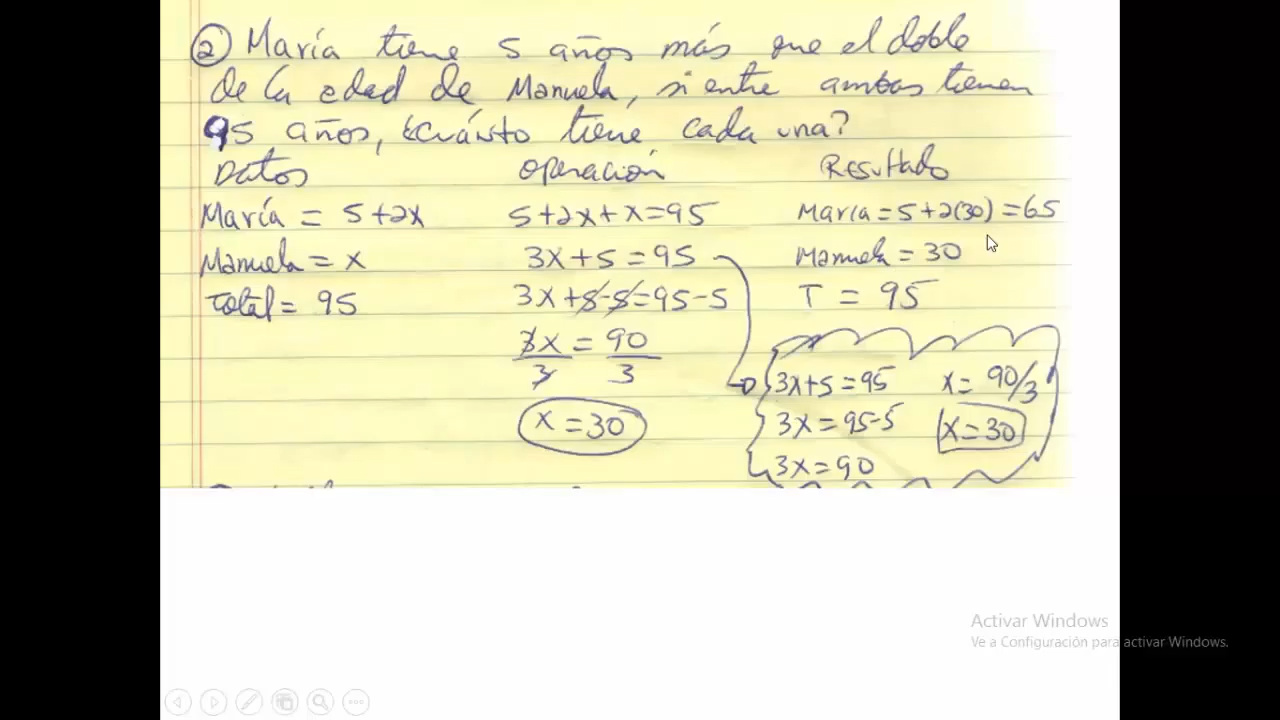 ② María tiene 5 años más que el doble
de la edad de Manuela, si entre ambas tienen
95 años, ¿cuánto tiene cada una?
Datos Operación Resultado
María = 5+2x 5+2x+x=95 María = 5+2(30) = 65
Manuela = x 3x+5 = 95 Manuela = 30
Total = 95 3x+5-5=95-5 T = 95
3x = 90
3 3
x = 30
3x+5 = 95 x = 90/3
3x = 95-5 x = 30
3x = 90
Activar Windows
Ve a Configuración para activar Windows.